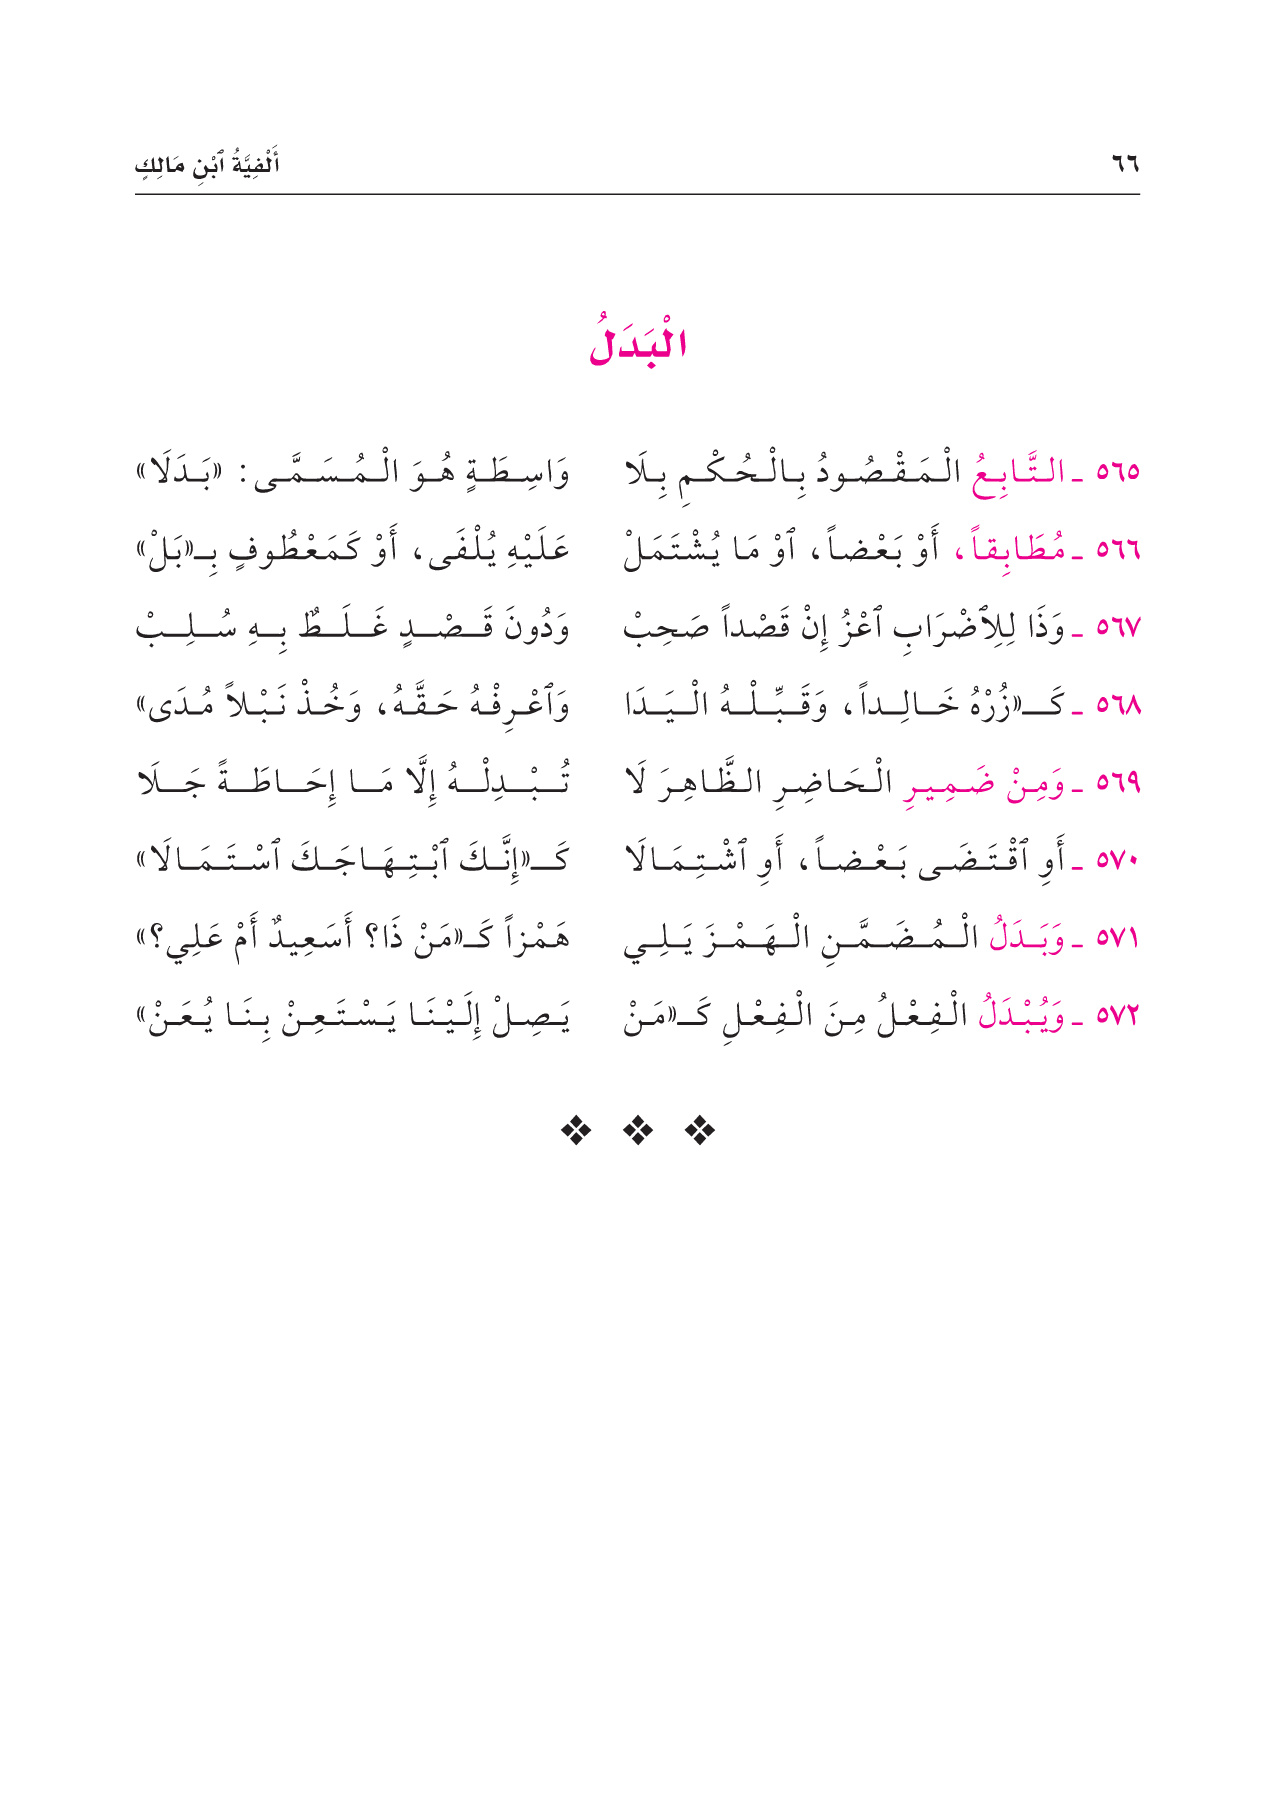 ٦٦ أَلْفِيَّةُ ٱبْنِ مَالِكٍ
الْبَدَلُ
٥٦٥ ـ التَّابِعُ الْمَقْصُودُ بِالْحُكْمِ بِلَا وَاسِطَةٍ هُوَ الْمُسَمَّى: «بَدَلَا»
٥٦٦ ـ مُطَابِقاً، أَوْ بَعْضاً، ٱوْ مَا يُشْتَمَلْ عَلَيْهِ يُلْفَى، أَوْ كَمَعْطُوفٍ بِـ«بَلْ»
٥٦٧ ـ وَذَا لِلِٱضْرَابِ ٱعْزُ إِنْ قَصْداً صَحِبْ وَدُونَ قَصْدٍ غَلَطٌ بِهِ سُلِبْ
٥٦٨ ـ كَـ«زُرْهُ خَالِداً، وَقَبِّلْهُ الْيَدَا وَٱعْرِفْهُ حَقَّهُ، وَخُذْ نَبْلاً مُدَى»
٥٦٩ ـ وَمِنْ ضَمِيرِ الْحَاضِرِ الظَّاهِرَ لَا تُبْدِلْهُ إِلَّا مَا إِحَاطَةً جَلَا
٥٧٠ ـ أَوِ ٱقْتَضَى بَعْضاً، أَوِ ٱشْتِمَالَا كَـ«إِنَّكَ ٱبْتِهَاجَكَ ٱسْتَمَالَا»
٥٧١ ـ وَبَدَلُ الْمُضَمَّنِ الْهَمْزَ يَلِي هَمْزاً كَـ«مَنْ ذَا؟ أَسَعِيدٌ أَمْ عَلِي؟»
٥٧٢ ـ وَيُبْدَلُ الْفِعْلُ مِنَ الْفِعْلِ كَـ«مَنْ يَصِلْ إِلَيْنَا يَسْتَعِنْ بِنَا يُعَنْ»